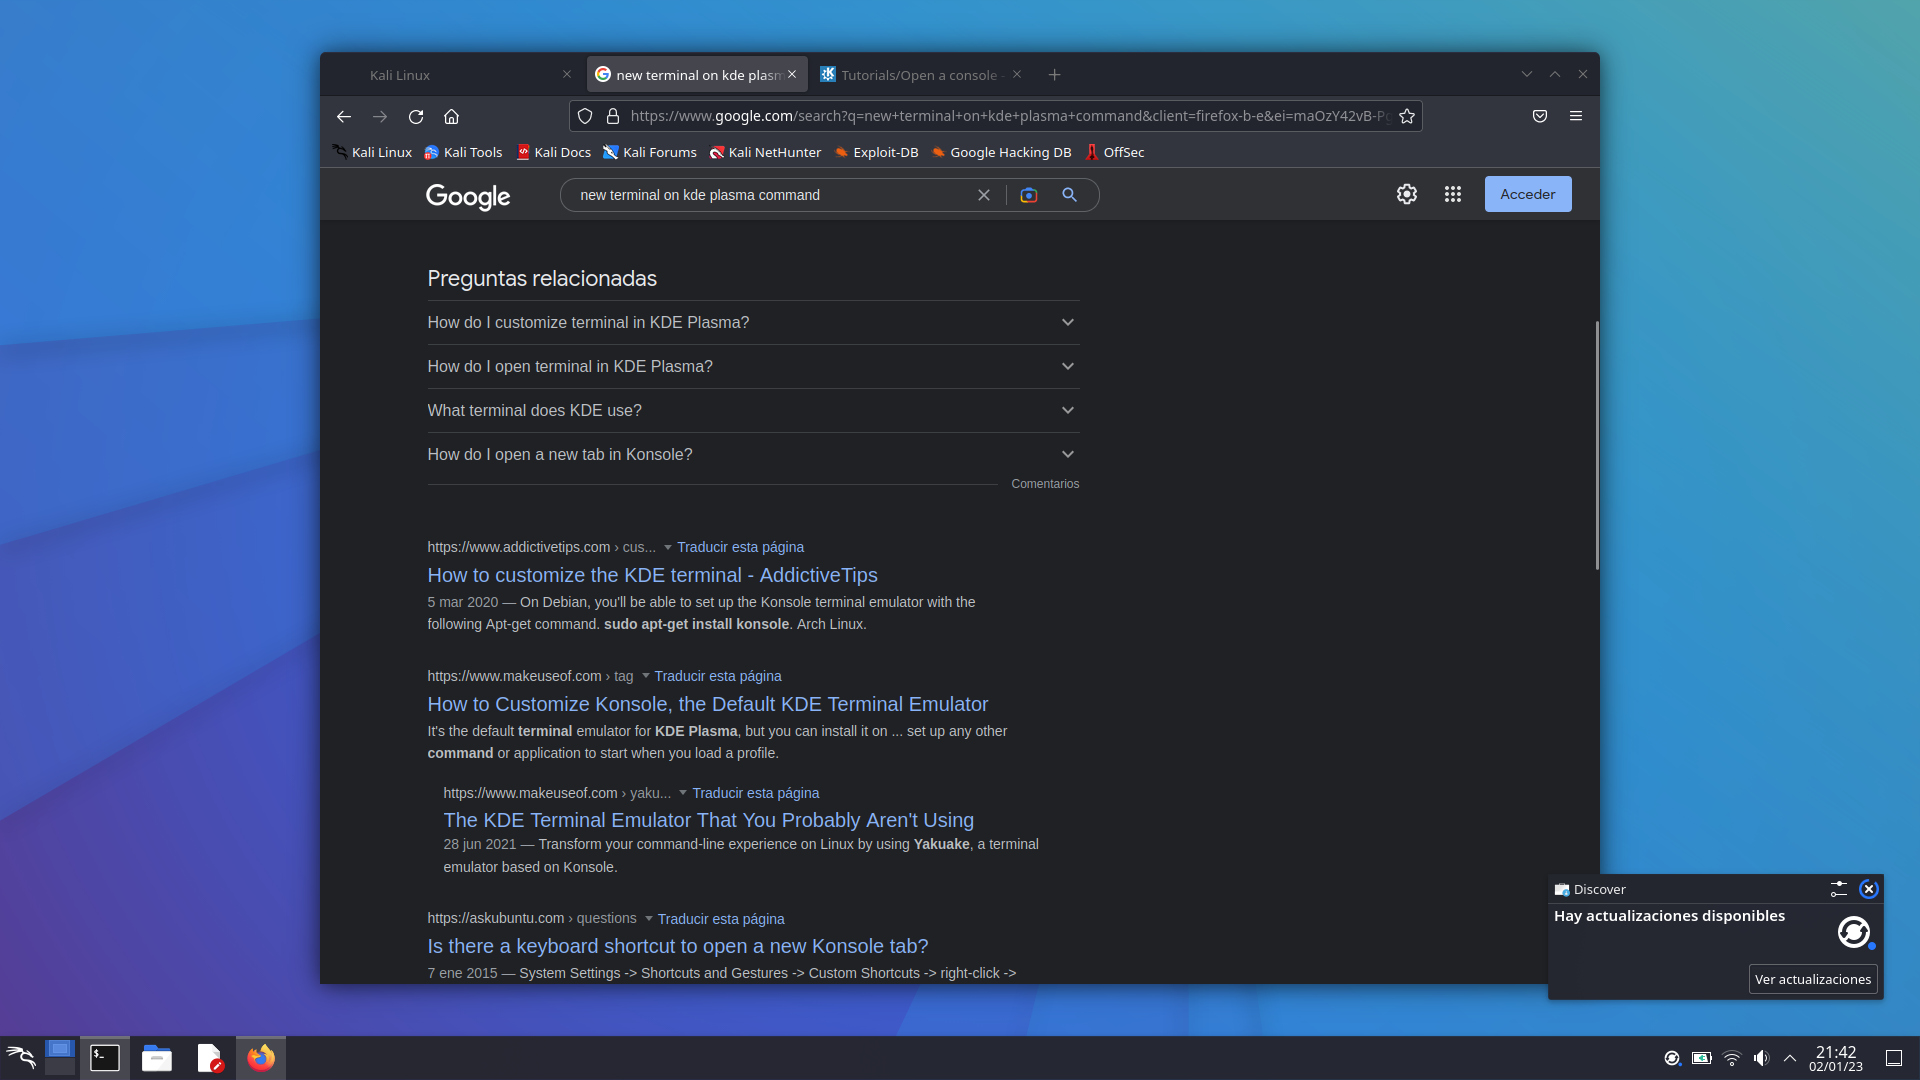 Kali Linux
new terminal on kde plasm
Tutorials/Open a console -
https://www.google.com/search?q=new+terminal+on+kde+plasma+command&client=firefox-b-e&ei=maOzY42vB-Pg
Kali Linux
Kali Tools
Kali Docs
Kali Forums
Kali NetHunter
Exploit-DB
Google Hacking DB
OffSec
Google
new terminal on kde plasma command
Acceder
Preguntas relacionadas
How do I customize terminal in KDE Plasma?
How do I open terminal in KDE Plasma?
What terminal does KDE use?
How do I open a new tab in Konsole?
Comentarios
https://www.addictivetips.com › cus... Traducir esta página
How to customize the KDE terminal - AddictiveTips
5 mar 2020 — On Debian, you'll be able to set up the Konsole terminal emulator with the
following Apt-get command. sudo apt-get install konsole. Arch Linux.
https://www.makeuseof.com › tag Traducir esta página
How to Customize Konsole, the Default KDE Terminal Emulator
It's the default terminal emulator for KDE Plasma, but you can install it on ... set up any other
command or application to start when you load a profile.
https://www.makeuseof.com › yaku... Traducir esta página
The KDE Terminal Emulator That You Probably Aren't Using
28 jun 2021 — Transform your command-line experience on Linux by using Yakuake, a terminal
emulator based on Konsole.
https://askubuntu.com › questions Traducir esta página
Is there a keyboard shortcut to open a new Konsole tab?
7 ene 2015 — System Settings -> Shortcuts and Gestures -> Custom Shortcuts -> right-click ->
Discover
Hay actualizaciones disponibles
Ver actualizaciones
$_
21:42
02/01/23